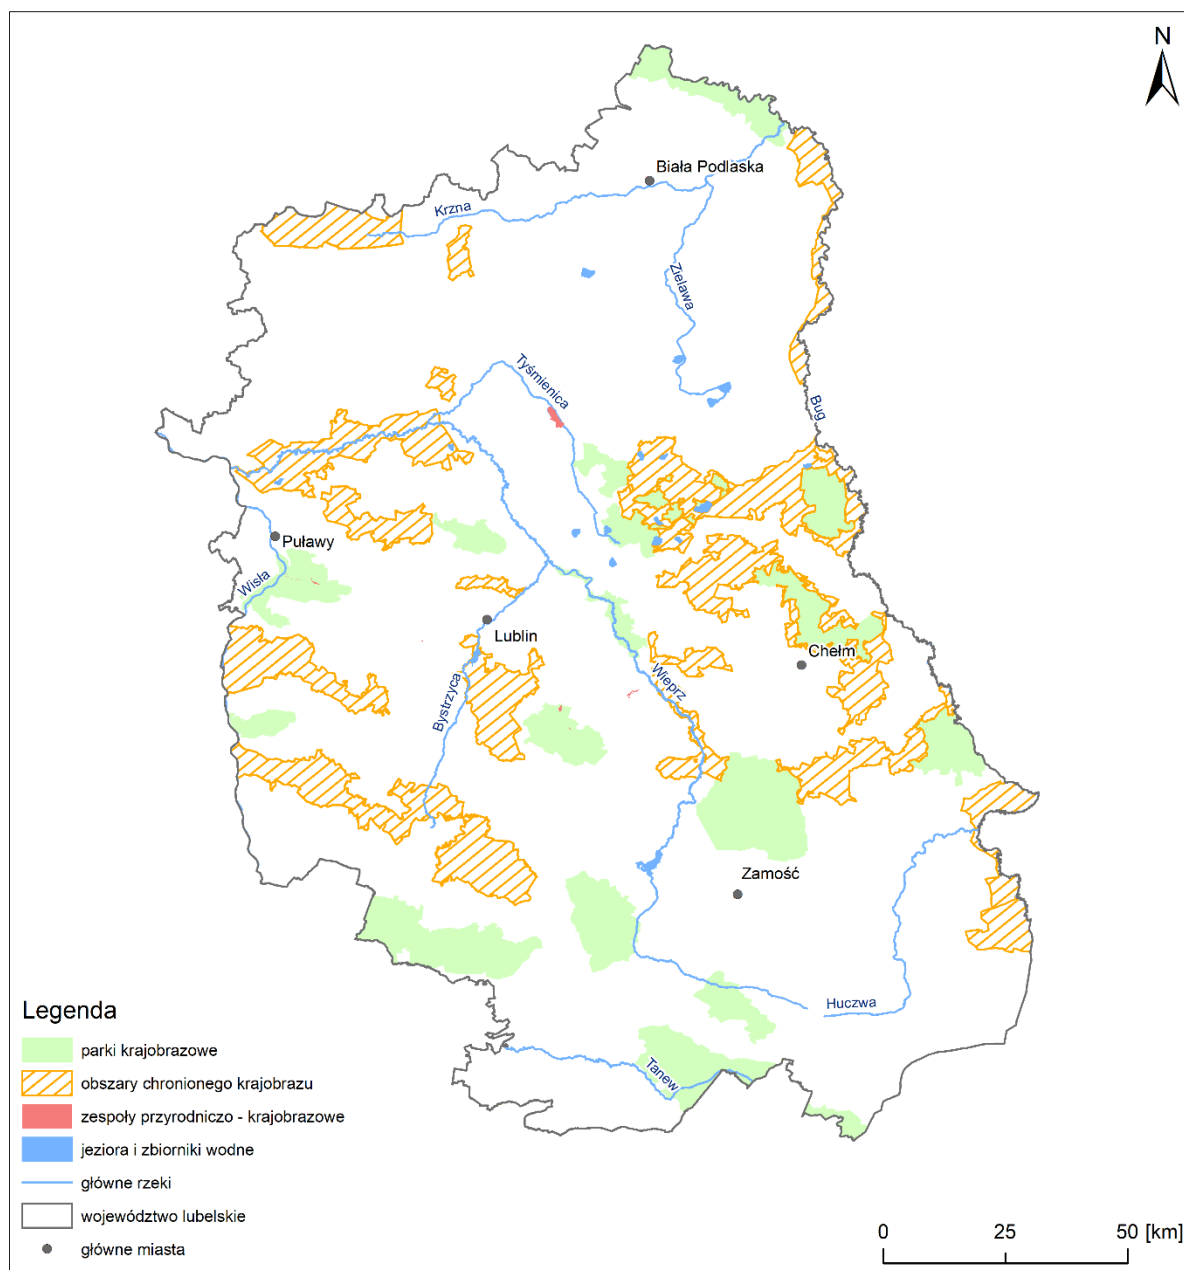 N
Biała Podlaska
Krzna
Zielawa
Tyśmienica
Bug
Puławy
Wisła
Lublin
Chełm
Wieprz
Bystrzyca
Zamość
Huczwa
Tanew
Legenda
parki krajobrazowe
obszary chronionego krajobrazu
zespoły przyrodniczo - krajobrazowe
jeziora i zbiorniki wodne
główne rzeki
województwo lubelskie
główne miasta
0 25 50 [km]